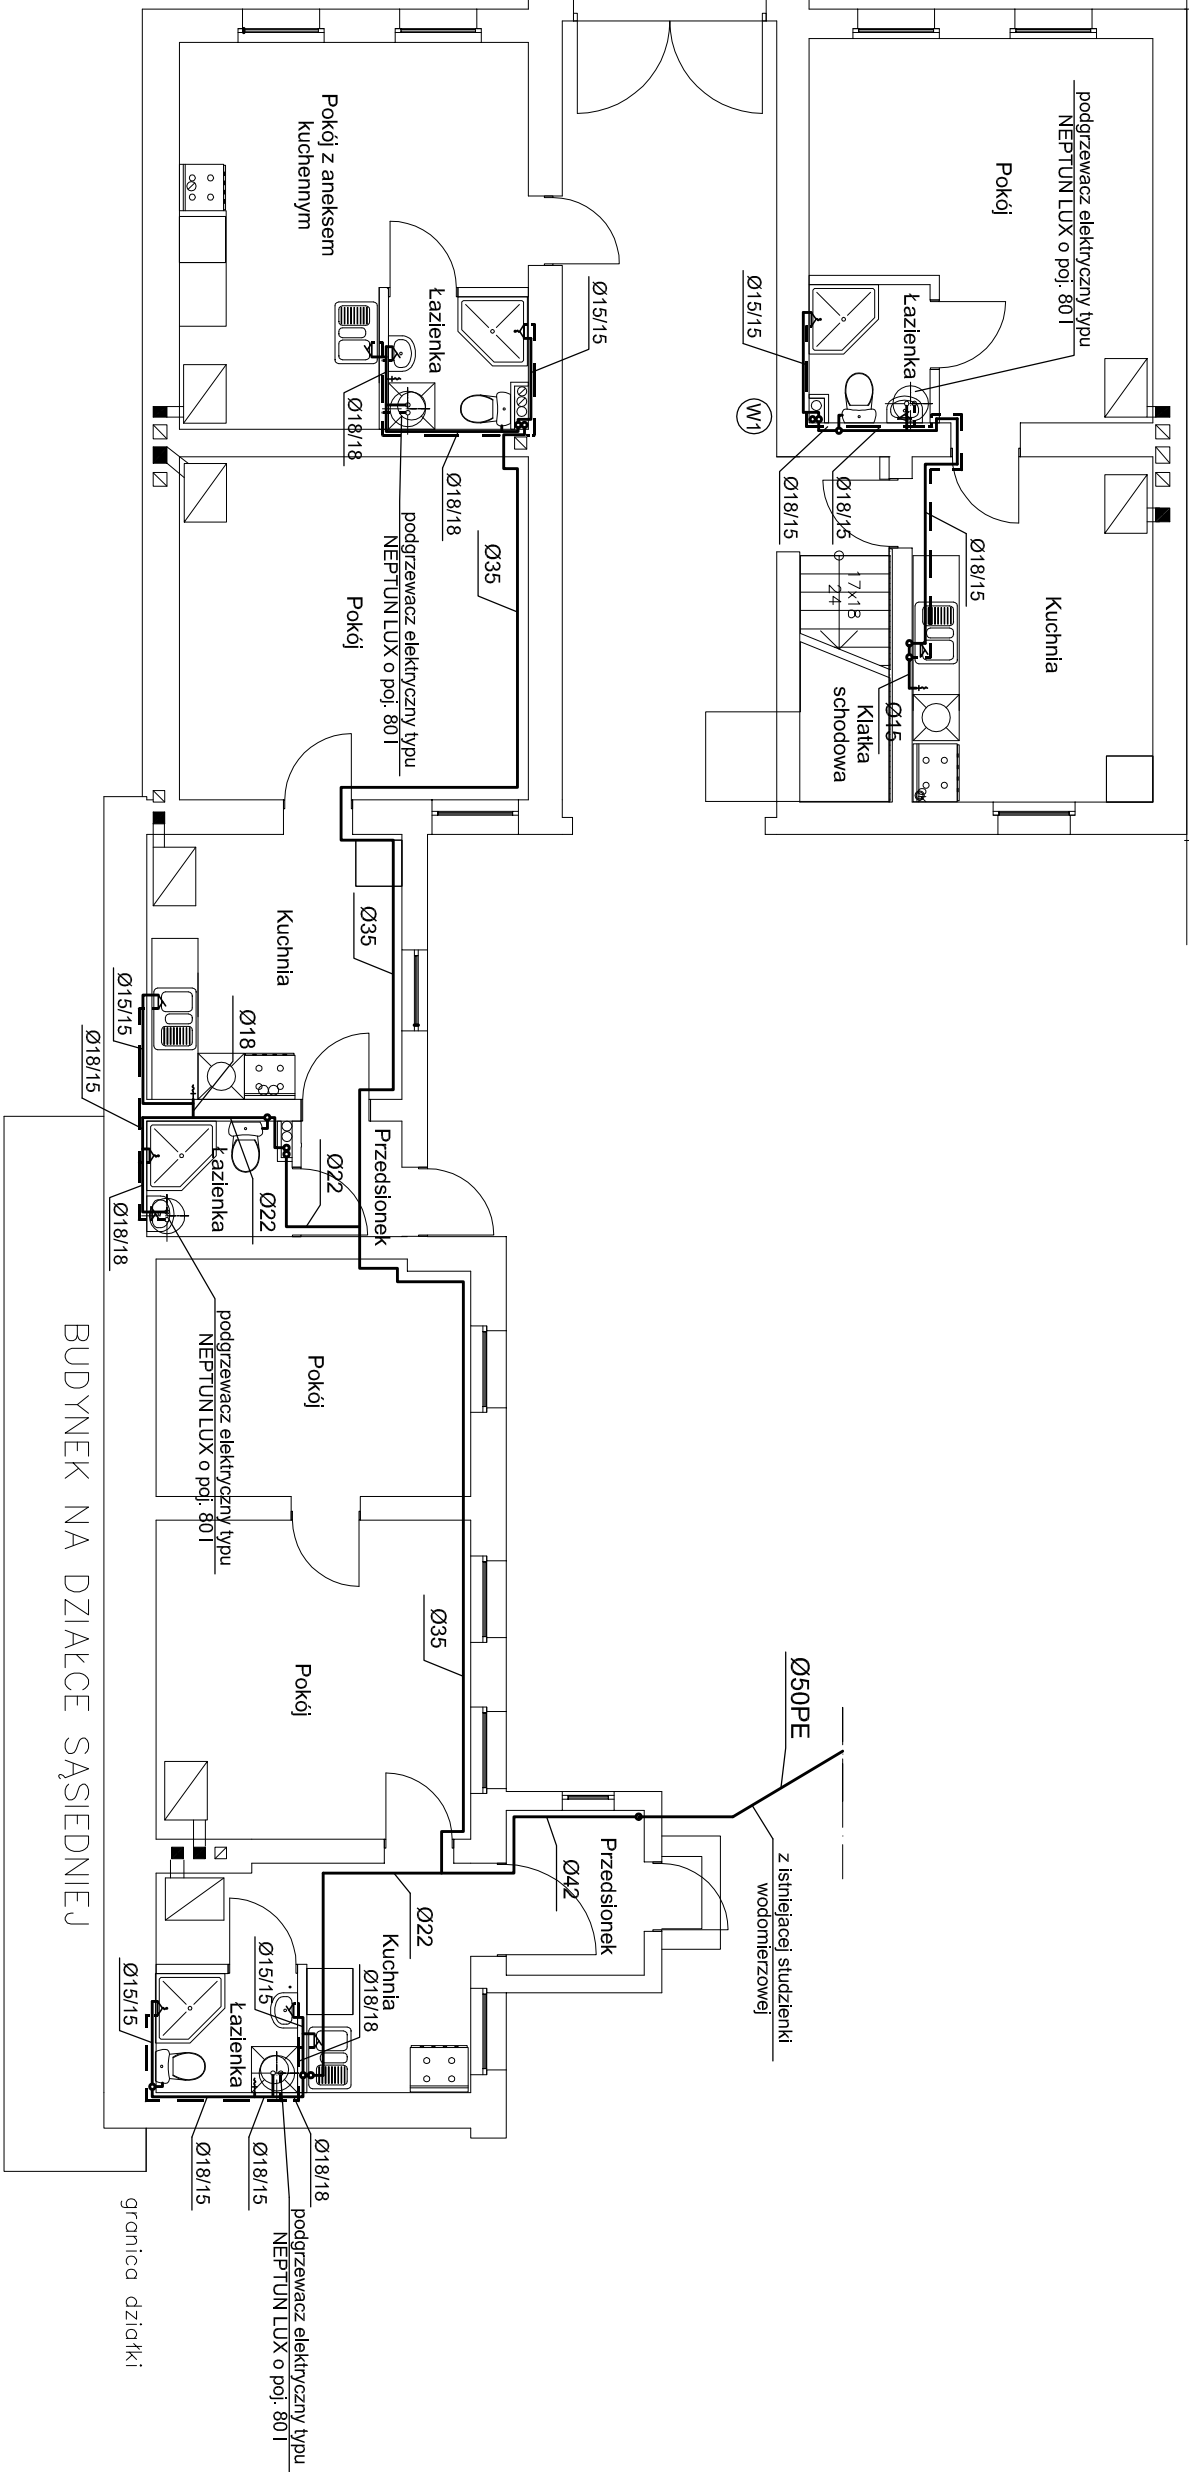 podgrzewacz elektryczny typu
NEPTUN LUX o poj. 80 l
Pokój
Łazienka
Ø15/15
W1
Ø18/15
Ø18/15
Ø18/15
Kuchnia
17x18
24
Ø15
Klatka
schodowa
Pokój z aneksem
kuchennym
Łazienka
Ø15/15
Ø18/18
Ø18/18
Ø35
podgrzewacz elektryczny typu
NEPTUN LUX o poj. 80 l
Pokój
Ø35
Kuchnia
Ø15/15
Ø18/15
Ø18
Przedsionek
Ø22
Łazienka
Ø22
Ø18/18
podgrzewacz elektryczny typu
NEPTUN LUX o poj. 80 l
Pokój
Ø35
Pokój
Ø50PE
z istniejacej studzienki
wodomierzowej
Przedsionek
Ø42
Ø22
Kuchnia
Ø18/18
Ø15/15
Łazienka
Ø15/15
Ø18/18
Ø18/15
Ø18/15
podgrzewacz elektryczny typu
NEPTUN LUX o poj. 80 l
BUDYNEK NA DZIAŁCE SĄSIEDNIEJ
granica działki